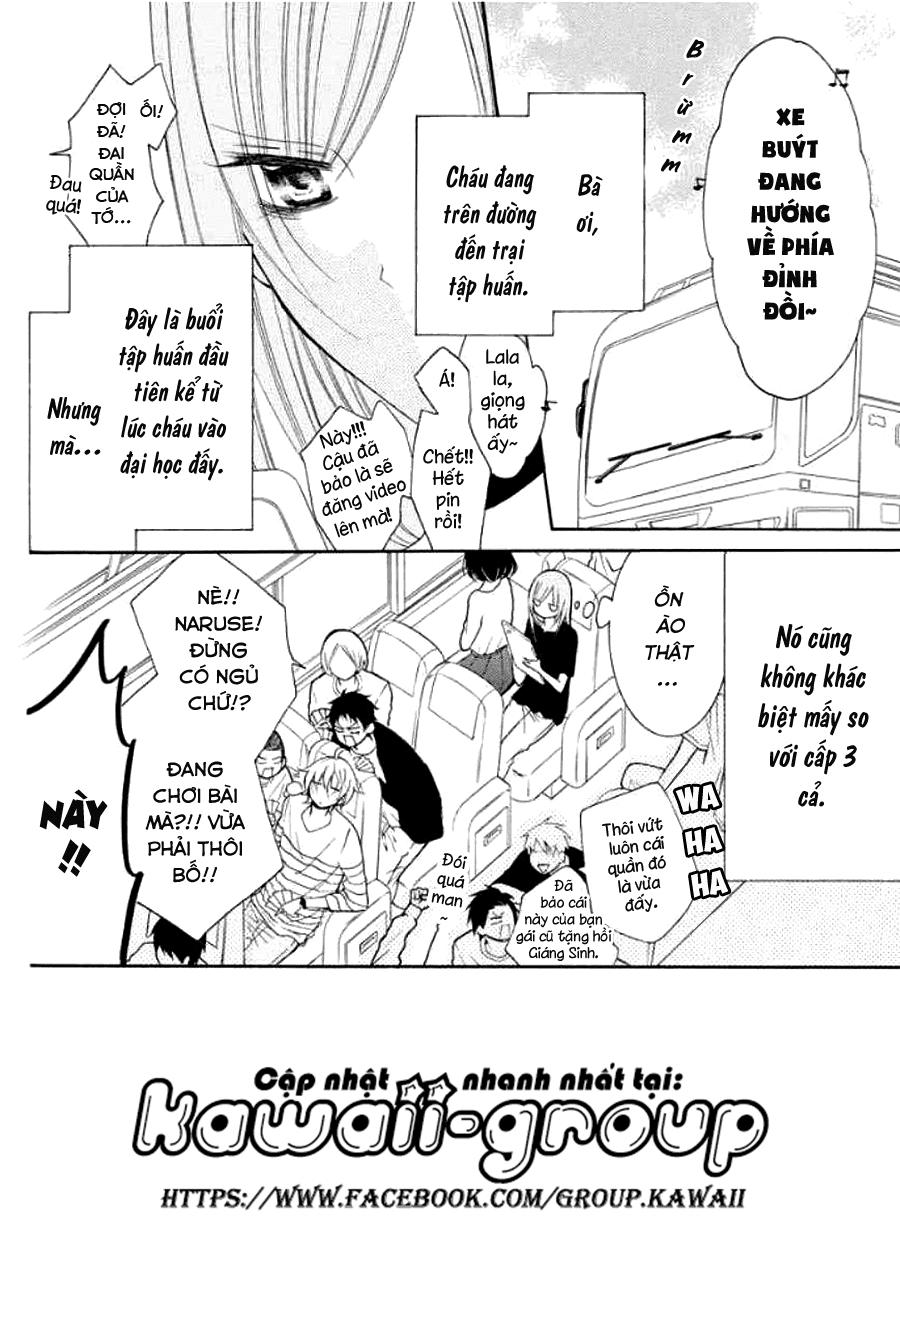 XE
BUÝT
ĐANG
HƯỚNG
VỀ PHÍA
ĐỈNH
ĐỒI~
Brừmm
Bà
ơi,
Cháu đang
trên đường
đến trại
tập huấn.
ỐI!
ĐỢI
ĐÃ!
ĐAI
QUẦN
CỦA
TỚ...
Đau
quá!
Lala
la,
giọng
hát
ấy~
Á!
Chết!!
Hết
pin
rồi!
Này!!!
Cậu đã
bảo là sẽ
đăng video
lên mà!
Đây là buổi
tập huấn đầu
tiên kể từ
lúc cháu vào
đại học đấy.
Nhưng
mà...
Nó cũng
không khác
biệt mấy so
với cấp 3
cả.
ỒN
ÀO
THẬT
...
WA
HA
HA
Thôi vứt
luôn cái
quần đó
là vừa
đấy.
Đã
bảo cái
này của bạn
gái cũ tặng hồi
Giáng Sinh.
Đói
quá
man
~
NÈ!!
NARUSE!
ĐỪNG
CÓ NGỦ
CHỨ!?
ĐANG
CHƠI BÀI
MÀ?!! VỪA
PHẢI THÔI
BỐ!!
NÀY
!!
Cập nhật nhanh nhất tại:
kawaii-group
HTTPS://WWW.FACEBOOK.COM/GROUP.KAWAII